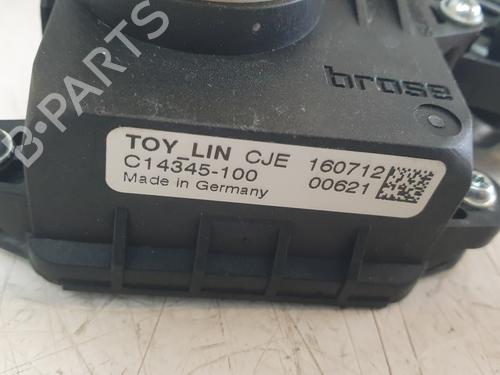 brose
TOY_LIN CJE 160712
C14345-100 00621
Made in Germany
B-PARTS